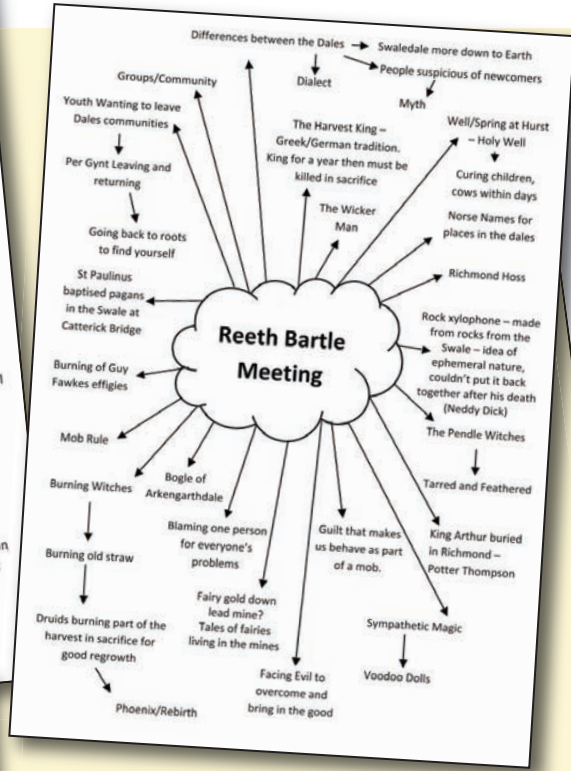 Differences between the Dales
Swaledale more down to Earth
People suspicious of newcomers
Dialect
Myth
Groups/Community
Youth Wanting to leave
Dales communities
Per Gynt Leaving and
returning
Going back to roots
to find yourself
The Harvest King –
Greek/German tradition.
King for a year then must be
killed in sacrifice
The Wicker
Man
Well/Spring at Hurst
– Holy Well
Curing children,
cows within days
Norse Names for
places in the dales
Richmond Hoss
St Paulinus
baptised pagans
in the Swale at
Catterick Bridge
Reeth Bartle
Meeting
Rock xylophone – made
from rocks from the
Swale – idea of
ephemeral nature,
couldn't put it back
together after his death
(Neddy Dick)
Burning of Guy
Fawkes effigies
The Pendle Witches
Tarred and Feathered
Mob Rule
Burning Witches
Burning old straw
Druids burning part of the
harvest in sacrifice for
good regrowth
Phoenix/Rebirth
Bogle of
Arkengarthdale
Blaming one person
for everyone's
problems
Fairy gold down
lead mine?
Tales of fairies
living in the mines
Facing Evil to
overcome and
bring in the good
Guilt that makes
us behave as part
of a mob.
King Arthur buried
in Richmond –
Potter Thompson
Sympathetic Magic
Voodoo Dolls